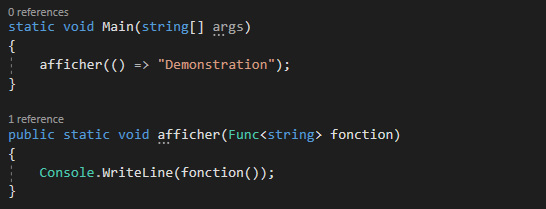 0 references
static void Main(string[] args)
{
afficher(() => "Demonstration");
}
1 reference
public static void afficher(Func<string> fonction)
{
Console.WriteLine(fonction());
}